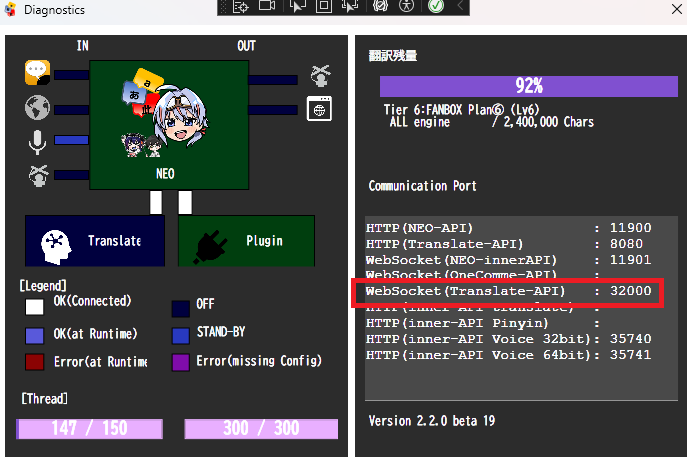 Diagnostics
IN
OUT
a
あ
NEO
Translate
Plugin
[Legend]
OK(Connected)
OFF
OK(at Runtime)
STAND-BY
Error(at Runtime
Error(missing Config)
[Thread]
147 / 150
300 / 300
翻訳残量
92%
Tier 6:FANBOX Plan⑥ (Lv6)
ALL engine / 2,400,000 Chars
Communication Port
HTTP(NEO-API) : 11900
HTTP(Translate-API) : 8080
WebSocket(NEO-innerAPI) : 11901
WebSocket(OneComme-API) :
WebSocket(Translate-API) : 32000
HTTP(inner-API translate) :
HTTP(inner-API Pinyin) :
HTTP(inner-API Voice 32bit): 35740
HTTP(inner-API Voice 64bit): 35741
Version 2.2.0 beta 19